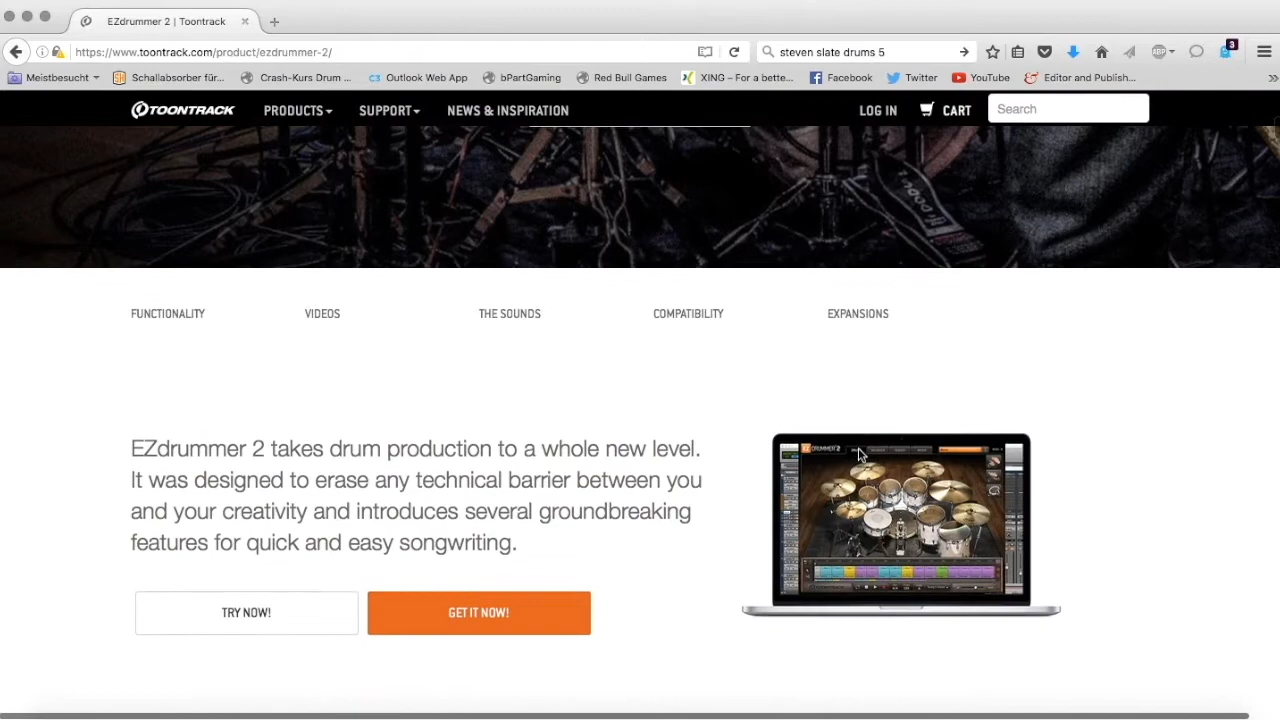 EZdrummer 2 | Toontrack
https://www.toontrack.com/product/ezdrummer-2/
steven slate drums 5
ABP
3
Meistbesucht
Schallabsorber für...
Crash-Kurs Drum ...
Outlook Web App
bPartGaming
Red Bull Games
XING – For a bette...
Facebook
Twitter
YouTube
Editor and Publish...
TOONTRACK
PRODUCTS
SUPPORT
NEWS & INSPIRATION
LOG IN
CART
Search
FUNCTIONALITY
VIDEOS
THE SOUNDS
COMPATIBILITY
EXPANSIONS
EZdrummer 2 takes drum production to a whole new level.
It was designed to erase any technical barrier between you
and your creativity and introduces several groundbreaking
features for quick and easy songwriting.
TRY NOW!
GET IT NOW!